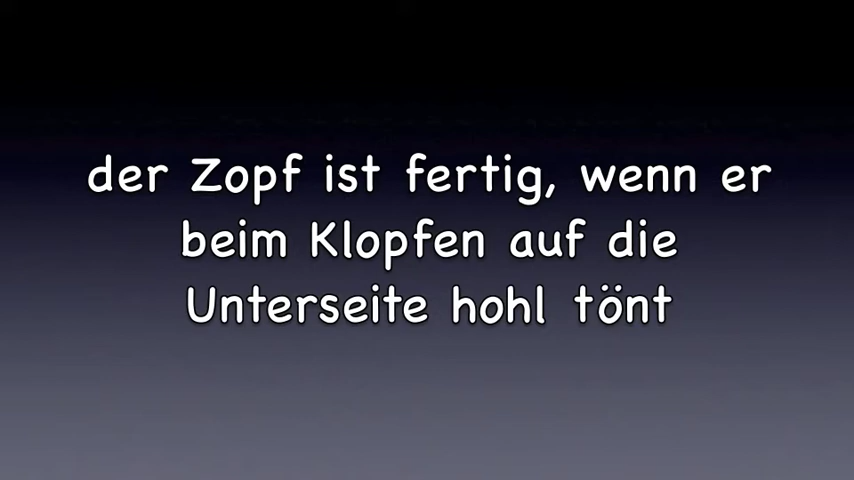 der Zopf ist fertig, wenn er
beim Klopfen auf die
Unterseite hohl tönt